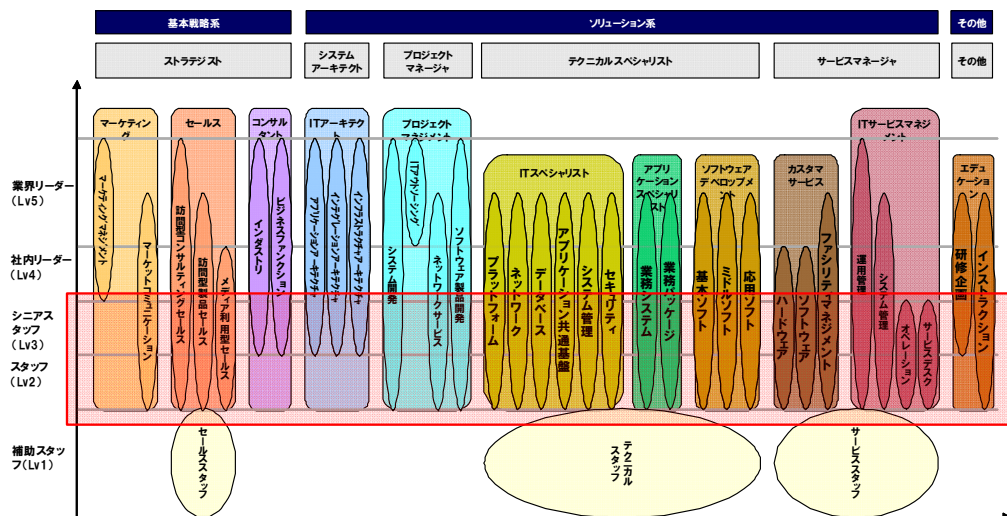 基本戦略系
ソリューション系
その他
ストラテジスト
システム
アーキテクト
プロジェクト
マネージャ
テクニカルスペシャリスト
サービスマネージャ
その他
マーケティン
グ
セールス
コンサル
タント
ITアーキテク
ト
プロジェクト
マネジメント
ITスペシャリスト
アプリ
ケーション
スペシャリ
スト
ソフトウェア
デベロップメ
ント
カスタマ
サービス
ITサービスマネジ
メント
エデュ
ケーション
業界リーダー
(Lv5)
社内リーダー
(Lv4)
シニアス
タッフ
(Lv3)
スタッフ
(Lv2)
補助スタッ
フ(Lv1)
マーケティングマネジメント
マーケットコミュニケーション
訪問型コンサルティングセールス
訪問型製品セールス
メディア利用型セールス
インダストリ
ビジネスファンクション
アプリケーションアーキテクチャ
インテグレーションアーキテクチャ
インフラストラクチャアーキテクチャ
システム開発
ITアウトソーシング
ネットワークサービス
ソフトウェア製品開発
プラットフォーム
ネットワーク
データベース
アプリケーション共通基盤
システム管理
セキュリティ
業務システム
業務パッケージ
基本ソフト
ミドルソフト
応用ソフト
ハードウェア
ソフトウェア
ファシリティマネジメント
運用管理
システム管理
オペレーション
サービスデスク
研修企画
インストラクション
セールススタッフ
テクニカル
スタッフ
サービススタッフ